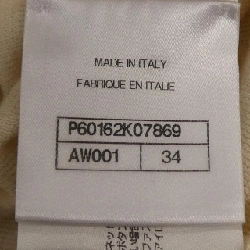 MADE IN ITALY
FABRIQUE EN ITALIE
P60162K07869
AW001 34